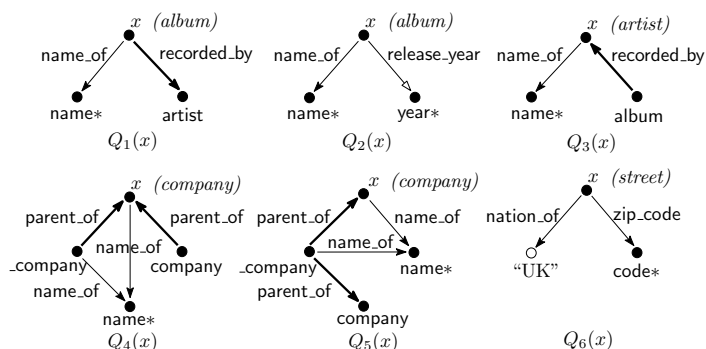 x (album)
name_of
recorded_by
name*
artist
Q1(x)
x (album)
name_of
release_year
name*
year*
Q2(x)
x (artist)
name_of
recorded_by
name*
album
Q3(x)
x (company)
parent_of
parent_of
name_of
_company
company
name_of
name*
Q4(x)
x (company)
parent_of
name_of
name_of
_company
name*
parent_of
company
Q5(x)
x (street)
nation_of
zip_code
“UK”
code*
Q6(x)